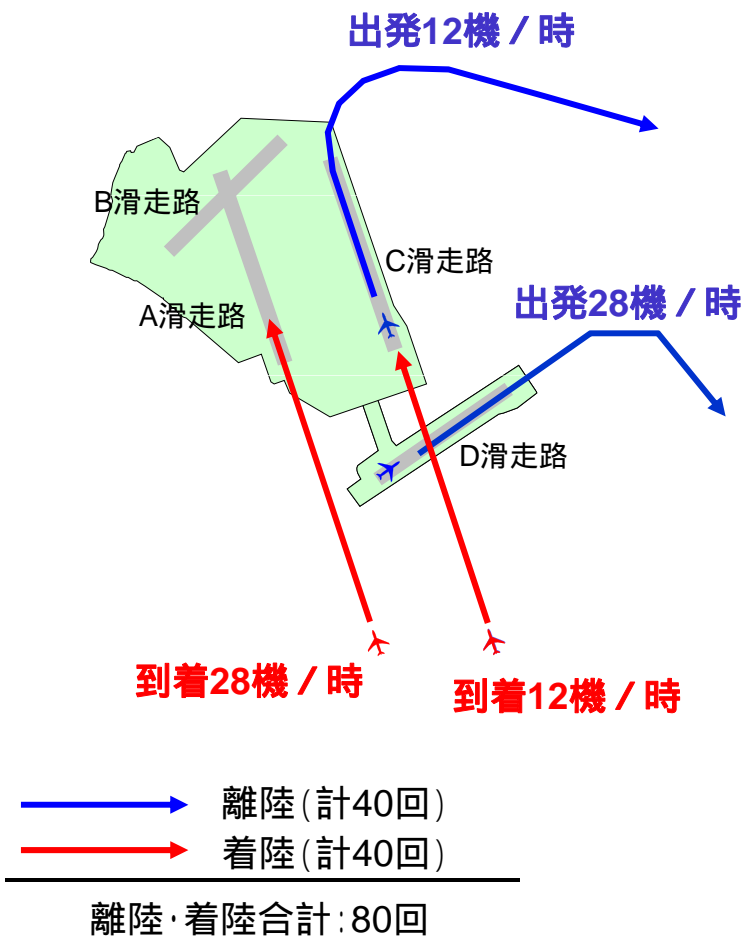 出発12機／時
B滑走路
C滑走路
出発28機／時
A滑走路
D滑走路
到着28機／時
到着12機／時
離陸(計40回)
着陸(計40回)
離陸・着陸合計:80回